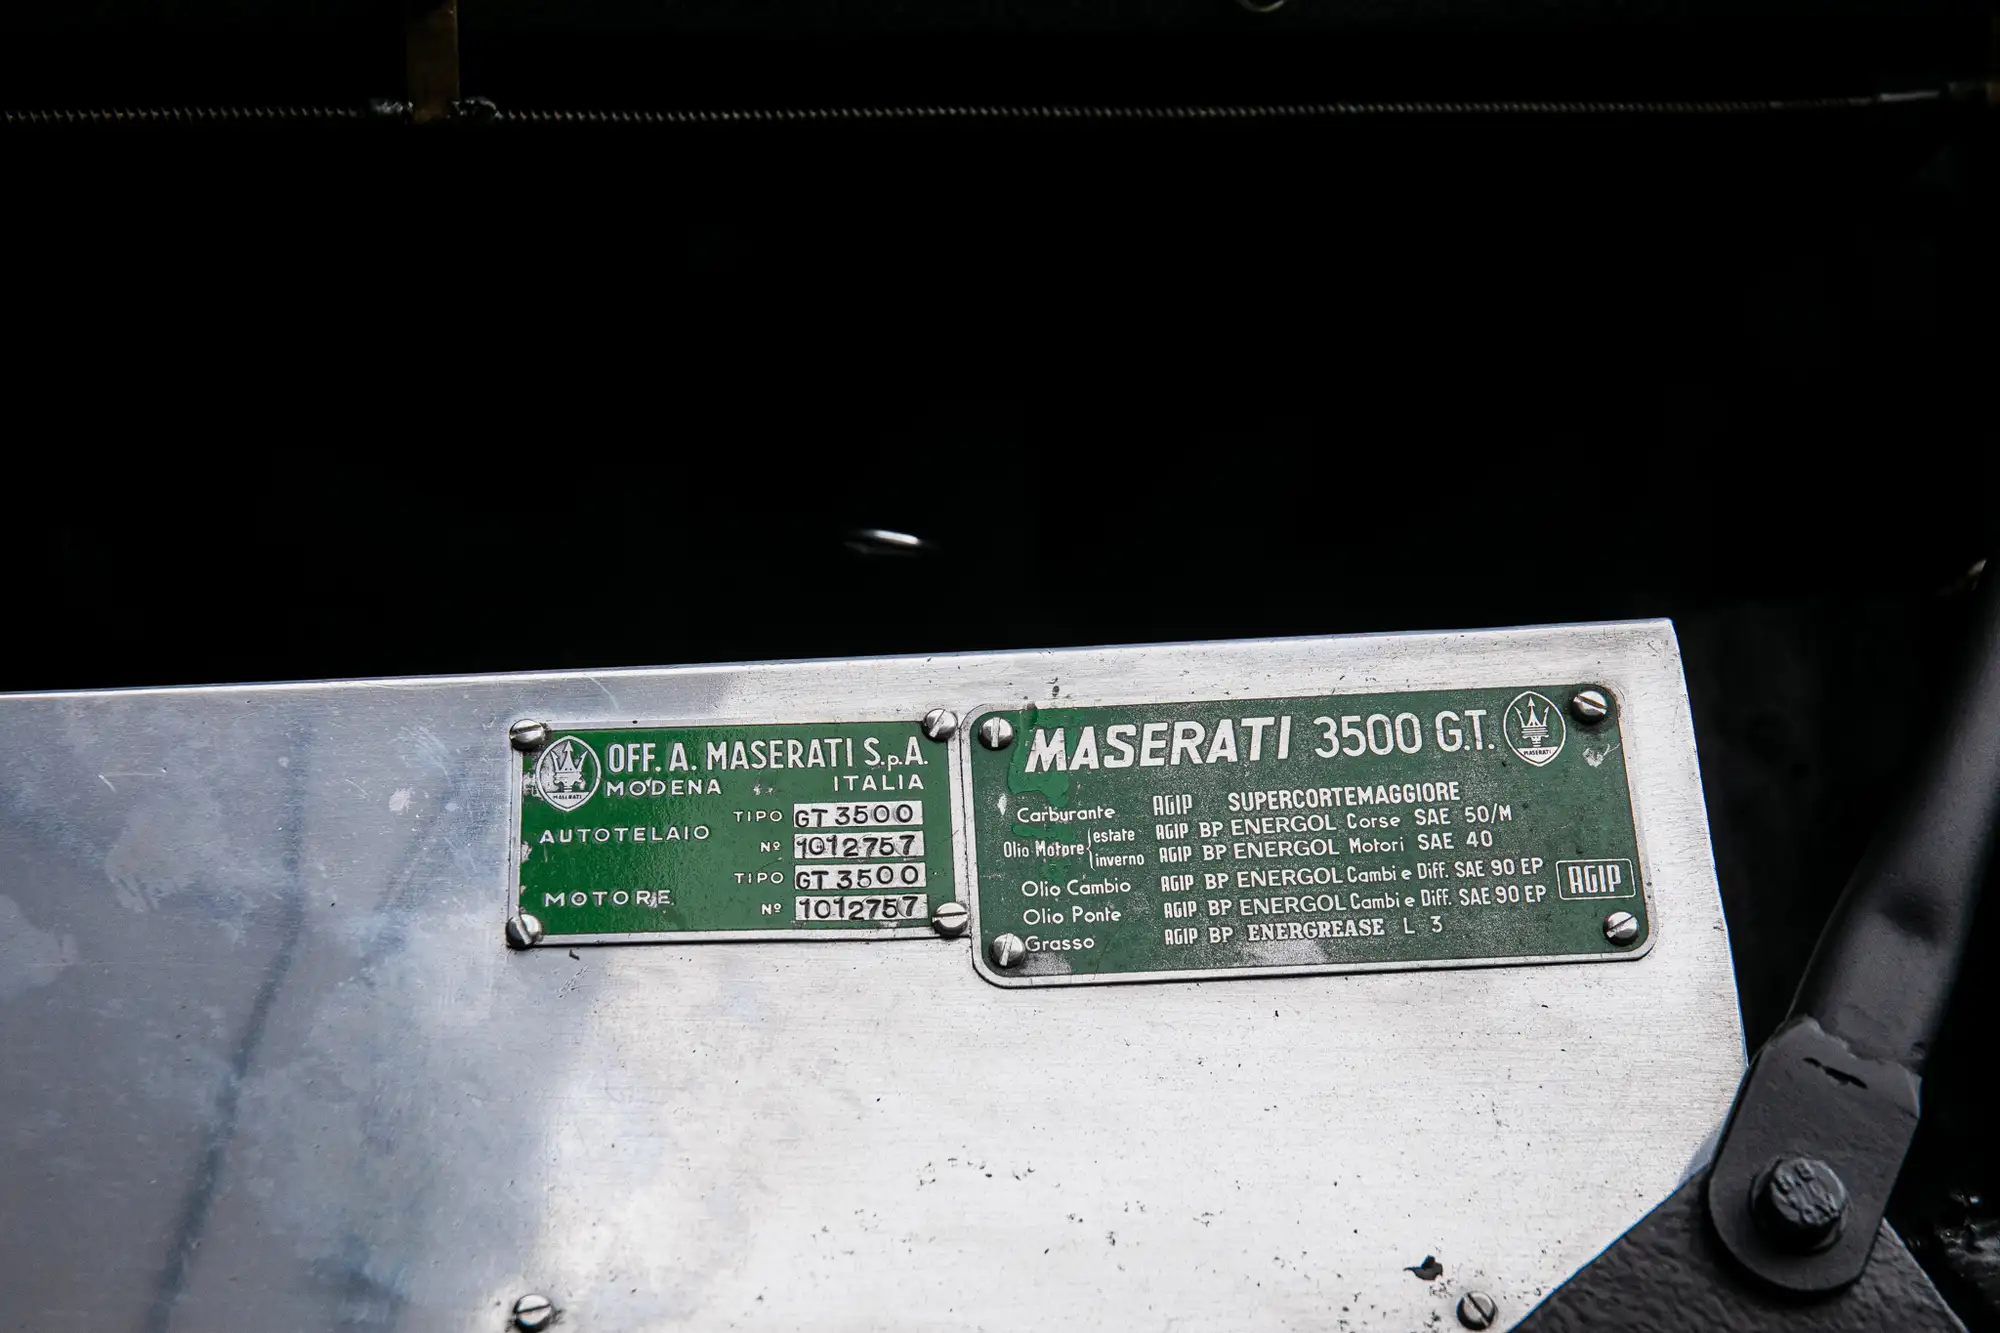 OFF. A. MASERATI S.p.A.
MODENA ITALIA
MASERATI
AUTOTELAIO
TIPO GT 3500
Nº 1012757
MOTORE
TIPO GT 3500
Nº 1012757
MASERATI 3500 G.T.
MASERATI
Carburante AGIP SUPERCORTEMAGGIORE
Olio Motore
estate AGIP BP ENERGOL Corse SAE 50/M
inverno AGIP BP ENERGOL Motori SAE 40
Olio Cambio AGIP BP ENERGOL Cambi e Diff. SAE 90 EP
Olio Ponte AGIP BP ENERGOL Cambi e Diff. SAE 90 EP
Grasso AGIP BP ENERGREASE L 3
AGIP